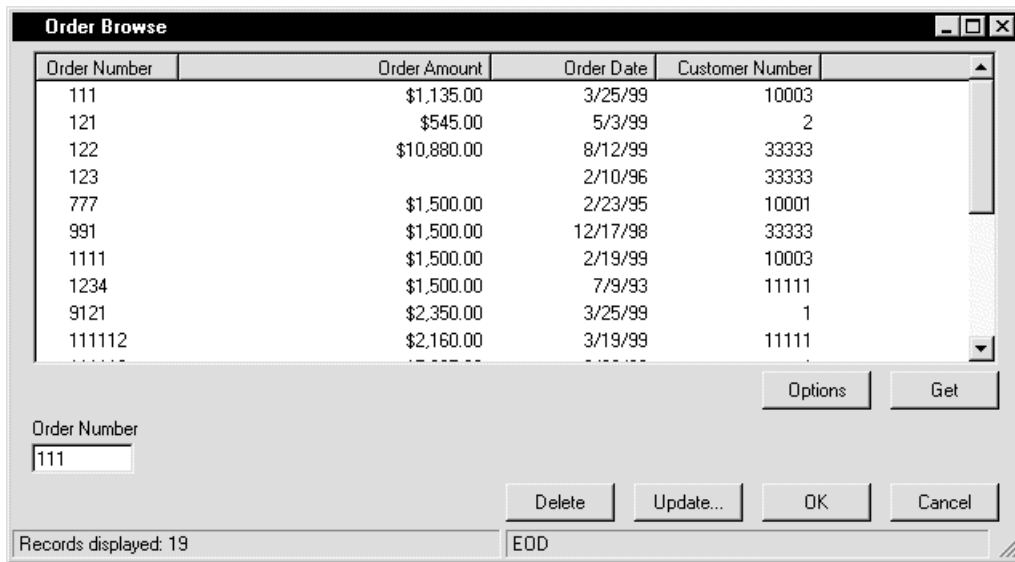 Order Browse
Order Number Order Amount Order Date Customer Number
111 $1,135.00 3/25/99 10003
121 $545.00 5/3/99 2
122 $10,880.00 8/12/99 33333
123 2/10/96 33333
777 $1,500.00 2/23/95 10001
991 $1,500.00 12/17/98 33333
1111 $1,500.00 2/19/99 10003
1234 $1,500.00 7/9/93 11111
9121 $2,350.00 3/25/99 1
111112 $2,160.00 3/19/99 11111
Options Get
Order Number
111
Delete Update... OK Cancel
Records displayed: 19 EOD